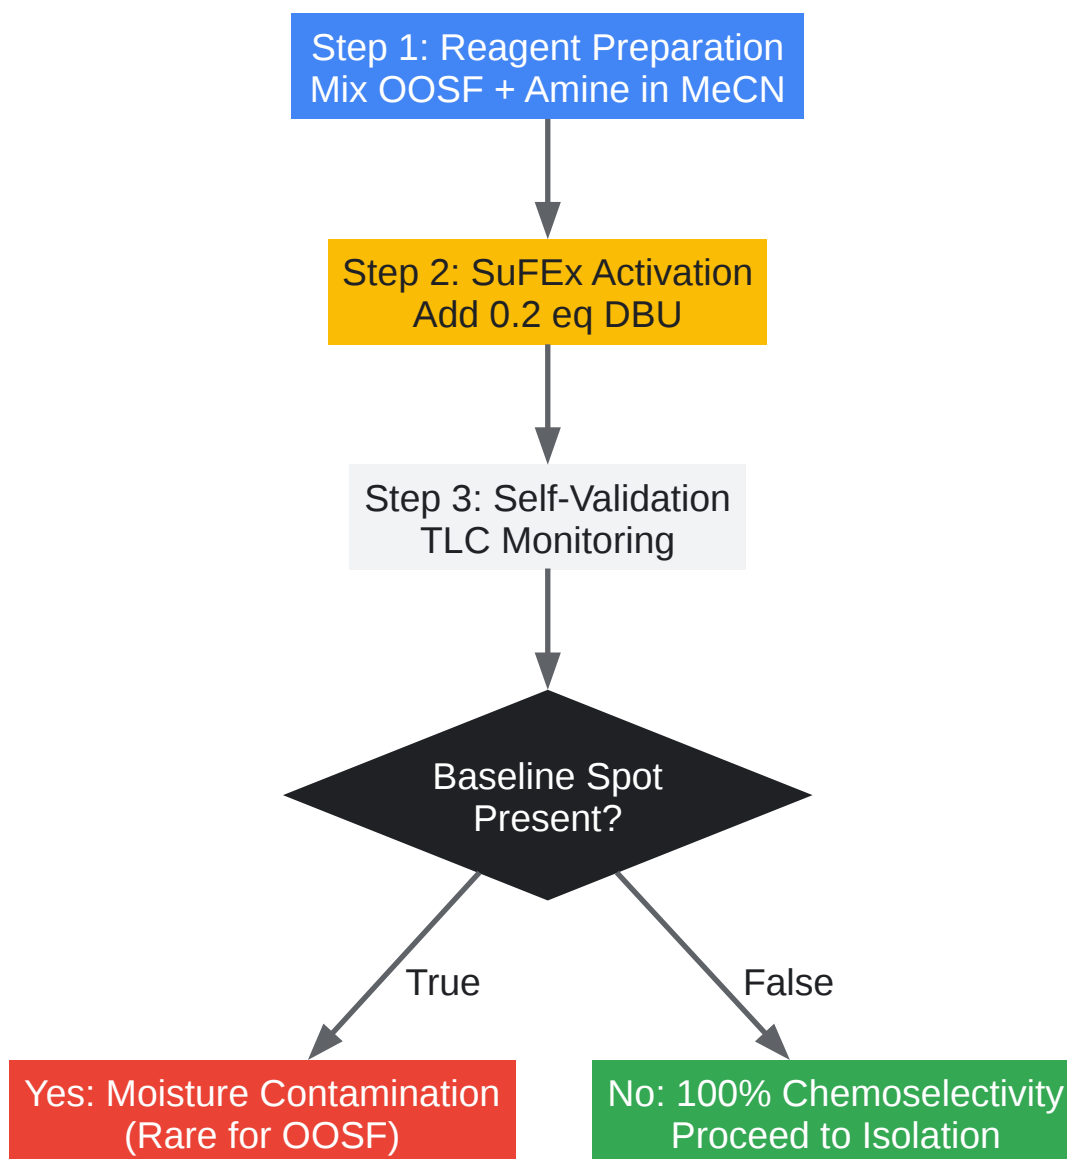 Step 1: Reagent Preparation
Mix OOSF + Amine in MeCN
Step 2: SuFEx Activation
Add 0.2 eq DBU
Step 3: Self-Validation
TLC Monitoring
Baseline Spot
Present?
True
False
Yes: Moisture Contamination
(Rare for OOSF)
No: 100% Chemoselectivity
Proceed to Isolation